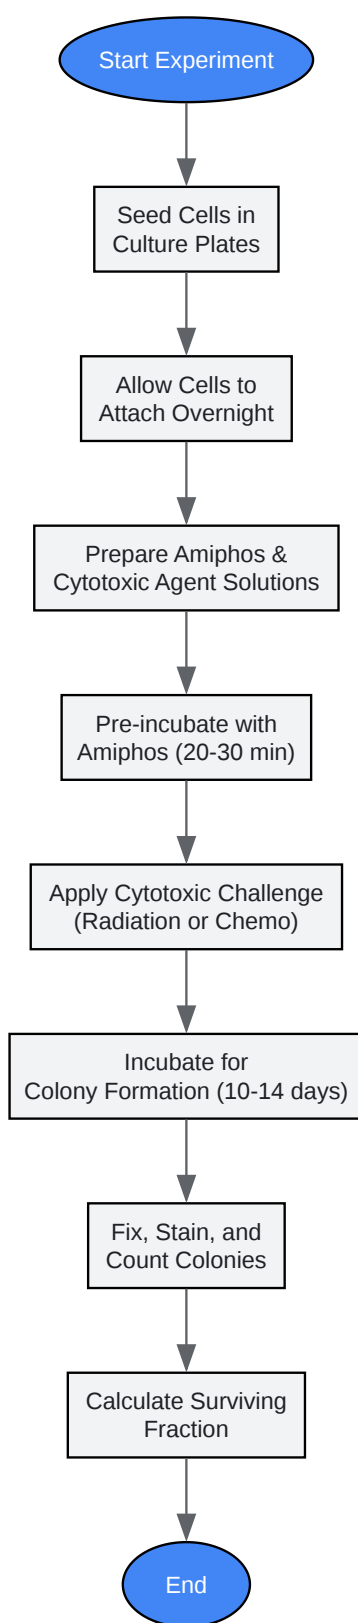 Start Experiment
Seed Cells in
Culture Plates
Allow Cells to
Attach Overnight
Prepare Amiphos &
Cytotoxic Agent Solutions
Pre-incubate with
Amiphos (20-30 min)
Apply Cytotoxic Challenge
(Radiation or Chemo)
Incubate for
Colony Formation (10-14 days)
Fix, Stain, and
Count Colonies
Calculate Surviving
Fraction
End